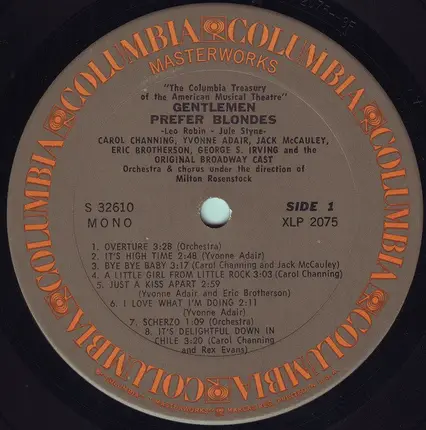 COLUMBIA COLUMBIA COLUMBIA COLUMBIA COLUMBIA COLUMBIA
MASTERWORKS
"The Columbia Treasury
of the American Musical Theatre"
GENTLEMEN
PREFER BLONDES
-Leo Robin - Jule Styne-
CAROL CHANNING, YVONNE ADAIR, JACK McCAULEY,
ERIC BROTHERSON, GEORGE S. IRVING and the
ORIGINAL BROADWAY CAST
Orchestra & chorus under the direction of
Milton Rosenstock
S 32610
MONO
SIDE 1
XLP 2075
1. OVERTURE 3:28 (Orchestra)
2. IT'S HIGH TIME 2:48 (Yvonne Adair)
3. BYE BYE BABY 3:17 (Carol Channing and Jack McCauley)
4. A LITTLE GIRL FROM LITTLE ROCK 3:03 (Carol Channing)
5. JUST A KISS APART 2:59
(Yvonne Adair and Eric Brotherson)
6. I LOVE WHAT I'M DOING 2:11
(Yvonne Adair)
7. SCHERZO 1:09 (Orchestra)
8. IT'S DELIGHTFUL DOWN IN
CHILE 3:20 (Carol Channing
and Rex Evans)